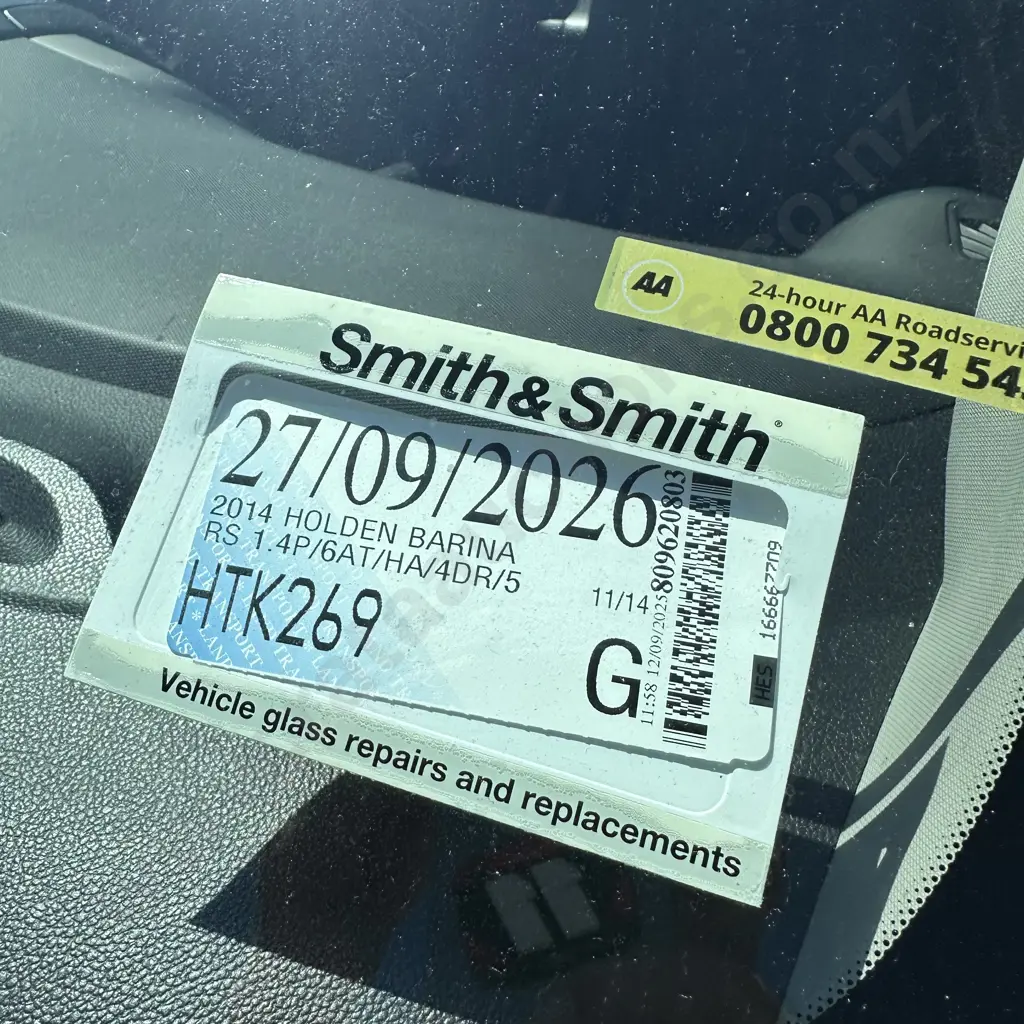 AA
24-hour AA Roadservi
0800 734 54
Smith&Smith®
27/09/2026
2014 HOLDEN BARINA
RS 1.4P/6AT/HA/4DR/5
HTK269
11/14
G
11:58 12/09/2025
809620803
166667709
HES
Vehicle glass repairs and replacements